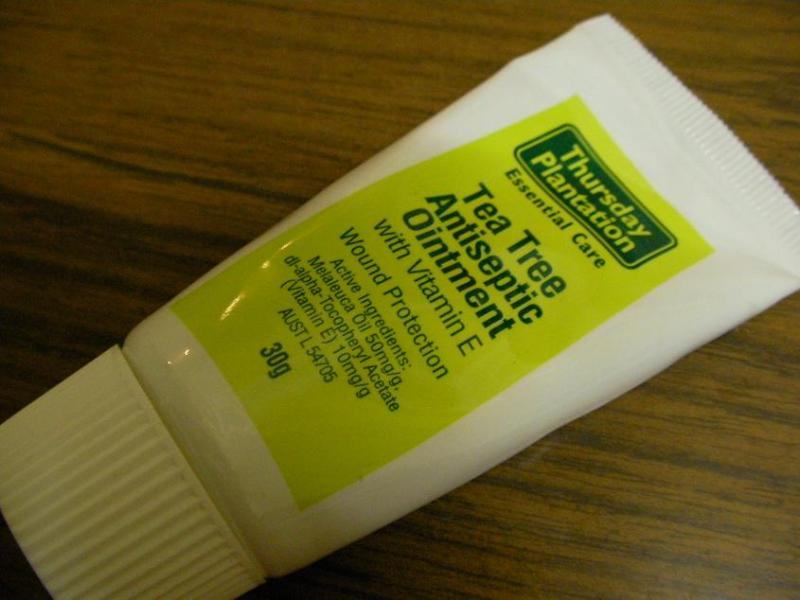 Thursday
Plantation
Essential Care
Tea Tree
Antiseptic
Ointment
with Vitamin E
Wound Protection
Active Ingredients:
Melaleuca Oil 50mg/g,
dl-alpha-Tocopheryl Acetate
(Vitamin E) 10mg/g
AUST L 54705
30g